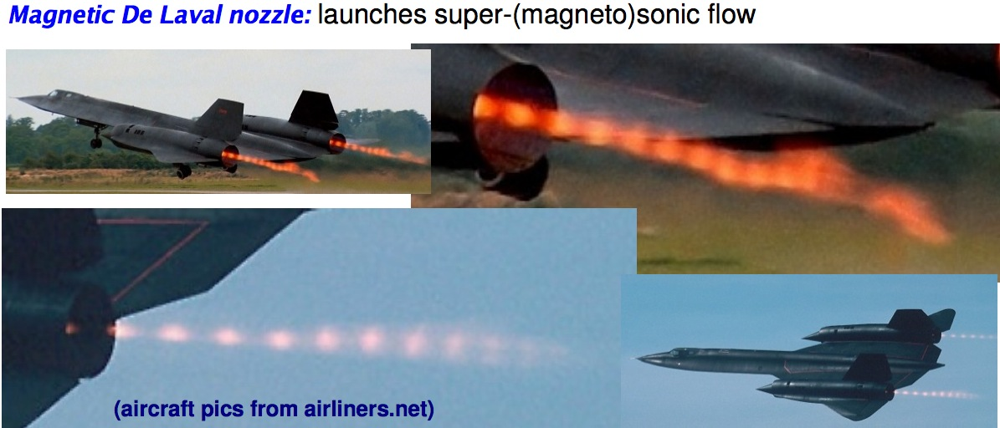 Magnetic De Laval nozzle: launches super-(magneto)sonic flow
(aircraft pics from airliners.net)